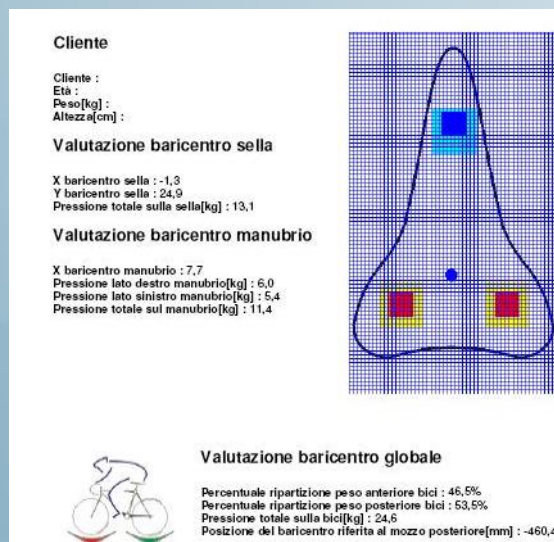 Cliente
Cliente :
Età :
Peso[kg] :
Altezza[cm] :
Valutazione baricentro sella
X baricentro sella : -1,3
Y baricentro sella : 24,9
Pressione totale sulla sella[kg] : 13,1
Valutazione baricentro manubrio
X baricentro manubrio : 7,7
Pressione lato destro manubrio[kg] : 6,0
Pressione lato sinistro manubrio[kg] : 5,4
Pressione totale sul manubrio[kg] : 11,4
Valutazione baricentro globale
Percentuale ripartizione peso anteriore bici : 46,5%
Percentuale ripartizione peso posteriore bici : 53,5%
Pressione totale sulla bici[kg] : 24,6
Posizione del baricentro riferita al mozzo posteriore[mm] : -460,4